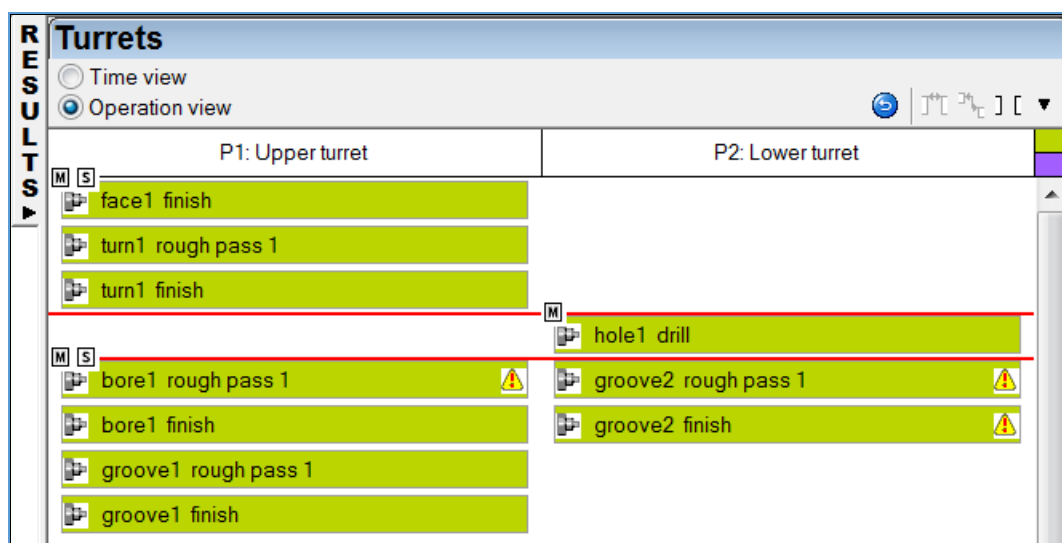 RESULTS
Turrets
Time view
Operation view
P1: Upper turret
P2: Lower turret
M S
face1 finish
turn1 rough pass 1
turn1 finish
M
hole1 drill
M S
bore1 rough pass 1
groove2 rough pass 1
bore1 finish
groove2 finish
groove1 rough pass 1
groove1 finish